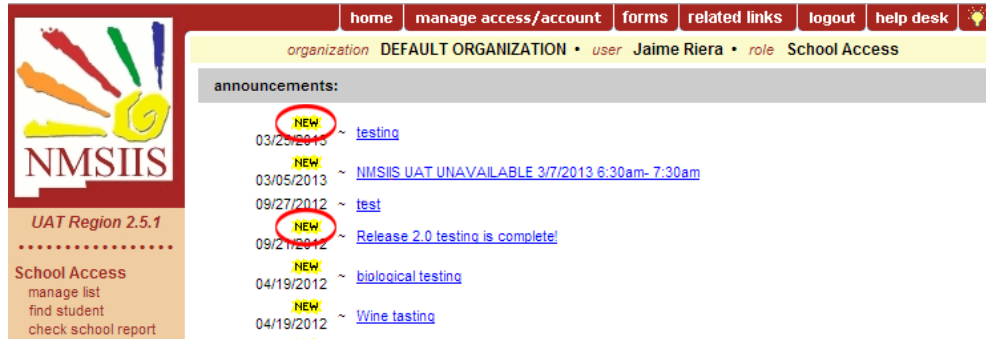 home manage access/account forms related links logout help desk
organization DEFAULT ORGANIZATION • user Jaime Riera • role School Access
announcements:
NEW
03/25/2013 ~ testing
NEW
03/05/2013 ~ NMSIIS UAT UNAVAILABLE 3/7/2013 6:30am- 7:30am
09/27/2012 ~ test
NEW
09/21/2012 ~ Release 2.0 testing is complete!
NEW
04/19/2012 ~ biological testing
NEW
04/19/2012 ~ Wine tasting
NMSIIS
UAT Region 2.5.1
School Access
manage list
find student
check school report